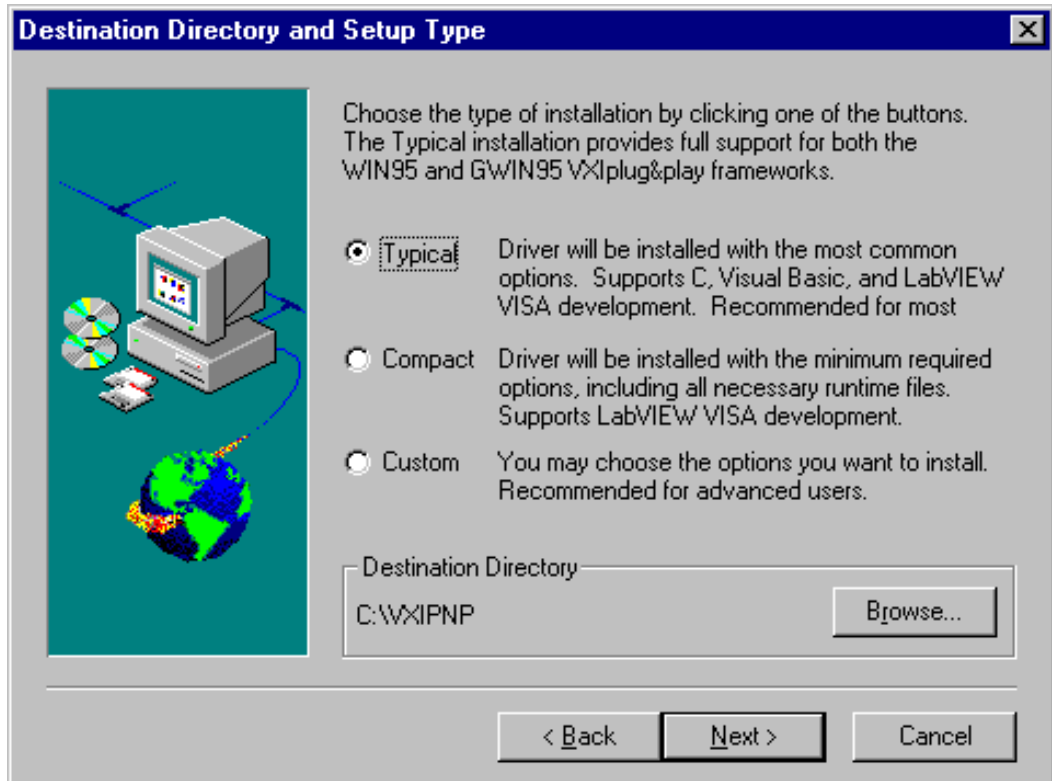 Destination Directory and Setup Type
Choose the type of installation by clicking one of the buttons.
The Typical installation provides full support for both the
WIN95 and GWIN95 VXIplug&play frameworks.
Typical
Driver will be installed with the most common
options.  Supports C, Visual Basic, and LabVIEW
VISA development.  Recommended for most
Compact
Driver will be installed with the minimum required
options, including all necessary runtime files.
Supports LabVIEW VISA development.
Custom
You may choose the options you want to install.
Recommended for advanced users.
Destination Directory
C:\VXIPNP
Browse...
< Back
Next >
Cancel